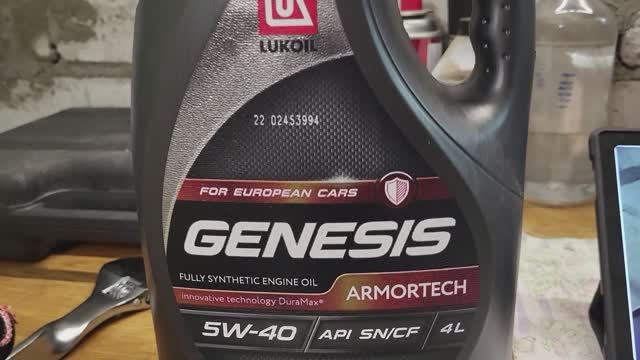 LUKOIL
22 02453994
FOR EUROPEAN CARS
GENESIS
FULLY SYNTHETIC ENGINE OIL
innovative technology DuraMax®
ARMORTECH
5W-40 API SN/CF 4L